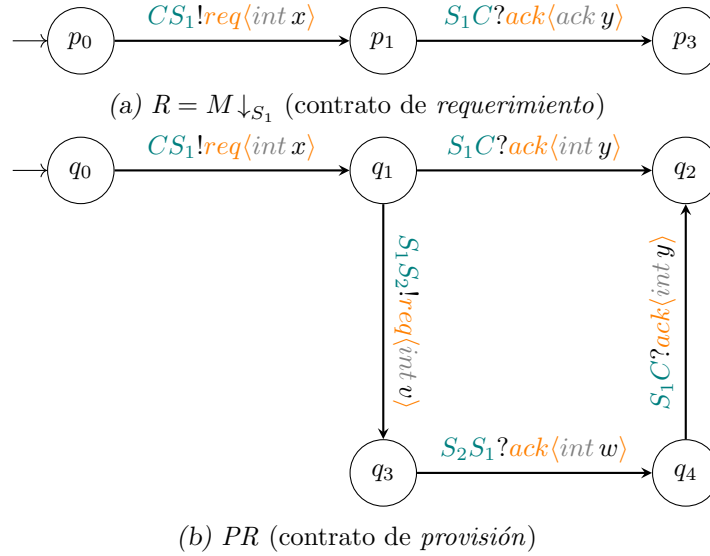 CS₁!req⟨int x⟩ S₁C?ack⟨ack y⟩
p₀ p₁ p₃
(a) R = M↓S₁ (contrato de requerimiento)
CS₁!req⟨int x⟩ S₁C?ack⟨int y⟩
q₀ q₁ q₂
S₁S₂!req⟨int v⟩
S₁C?ack⟨int y⟩
S₂S₁?ack⟨int w⟩
q₃ q₄
(b) PR (contrato de provisión)